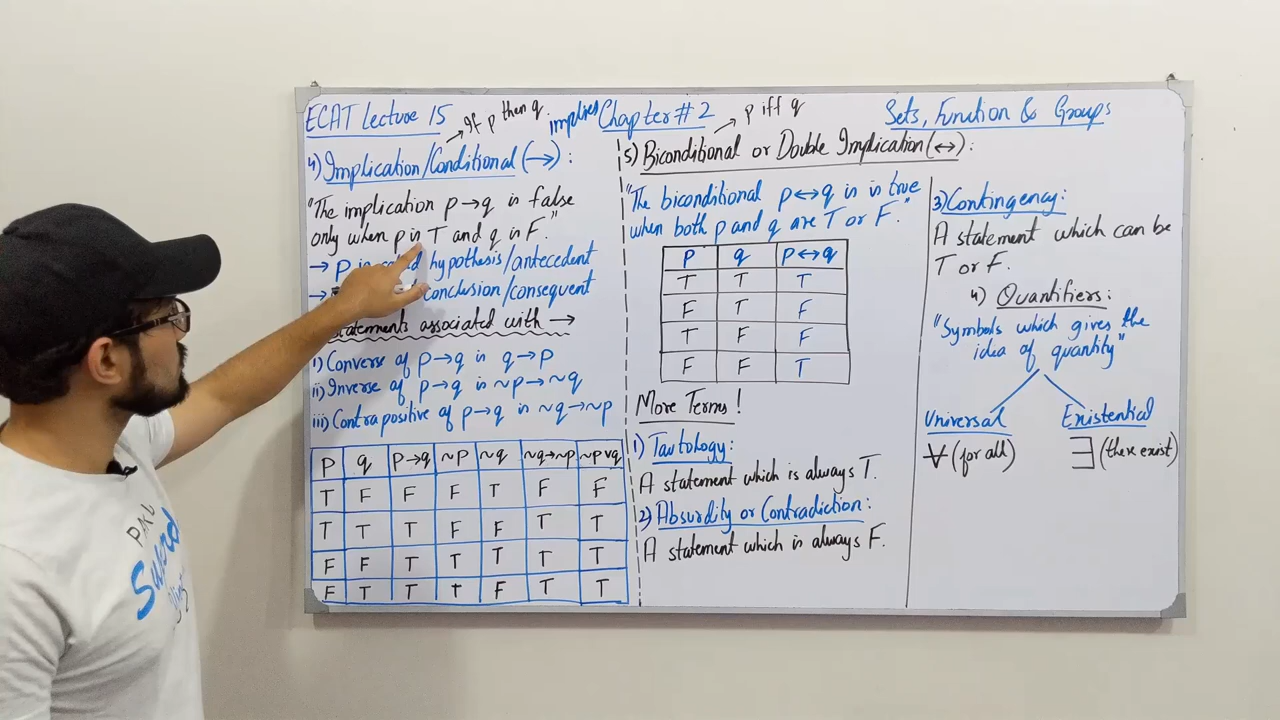 ECAT Lecture 15
If p then q.
implies
Chapter # 2
p iff q
Sets, Function & Groups
4) Implication/Conditional (→):
"The implication p→q is false
only when p is T and q is F."
→ p is called hypothesis/antecedent
→ conclusion/consequent
Statements associated with →
i) Converse of p→q is q→p
ii) Inverse of p→q is ~p→~q
iii) Contrapositive of p→q is ~q→~p
P q p→q ~p ~q ~q→~p ~p∨q
T F F F T F F
T T T F F T T
F F T T T T T
F T T T F T T
5) Biconditional or Double Implication (↔):
"The biconditional p↔q is is true
when both p and q are T or F."
P q p↔q
T T T
F T F
T F F
F F T
More Terms!
1) Tautology:
A statement which is always T.
2) Absurdity or Contradiction:
A statement which is always F.
3) Contingency:
A statement which can be
T or F.
4) Quantifiers:
"Symbols which gives the
idea of quantity"
Universal
∀ (for all)
Existential
∃ (there exist)